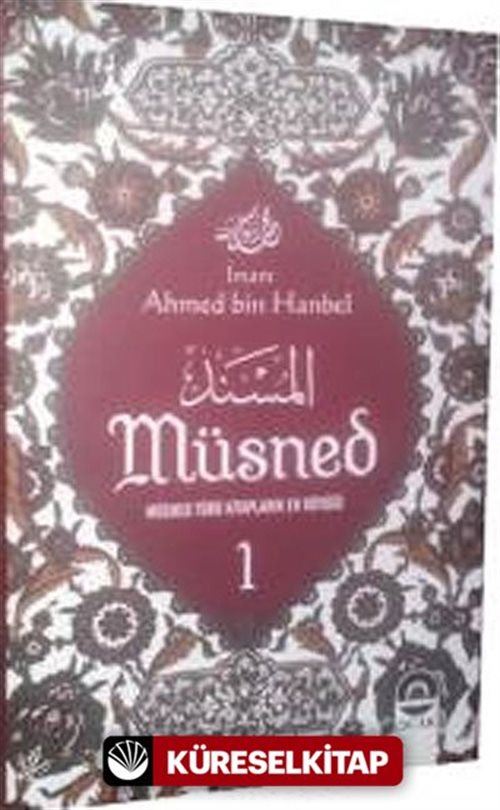 İmam
Ahmed bin Hanbel
المسند
Müsned
1
KÜRESELKİTAP